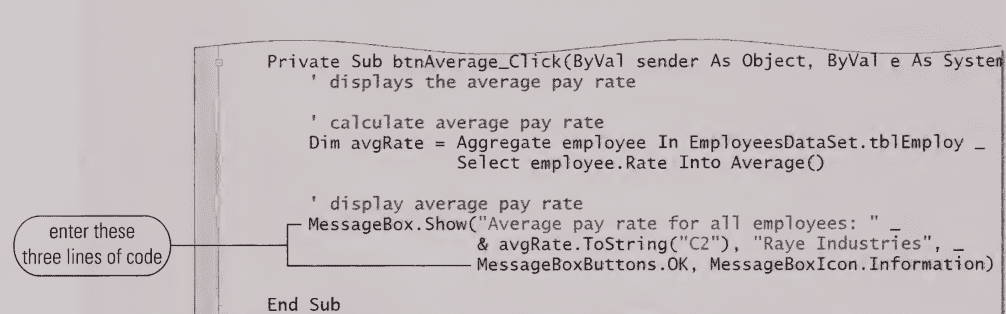 Private Sub btnAverage_Click(ByVal sender As Object, ByVal e As System
' displays the average pay rate
' calculate average pay rate
Dim avgRate = Aggregate employee In EmployeesDataSet.tblEmploy _
Select employee.Rate Into Average()
' display average pay rate
MessageBox.Show("Average pay rate for all employees: " _
& avgRate.ToString("C2"), "Raye Industries", _
MessageBoxButtons.OK, MessageBoxIcon.Information)
End Sub
enter these
three lines of code